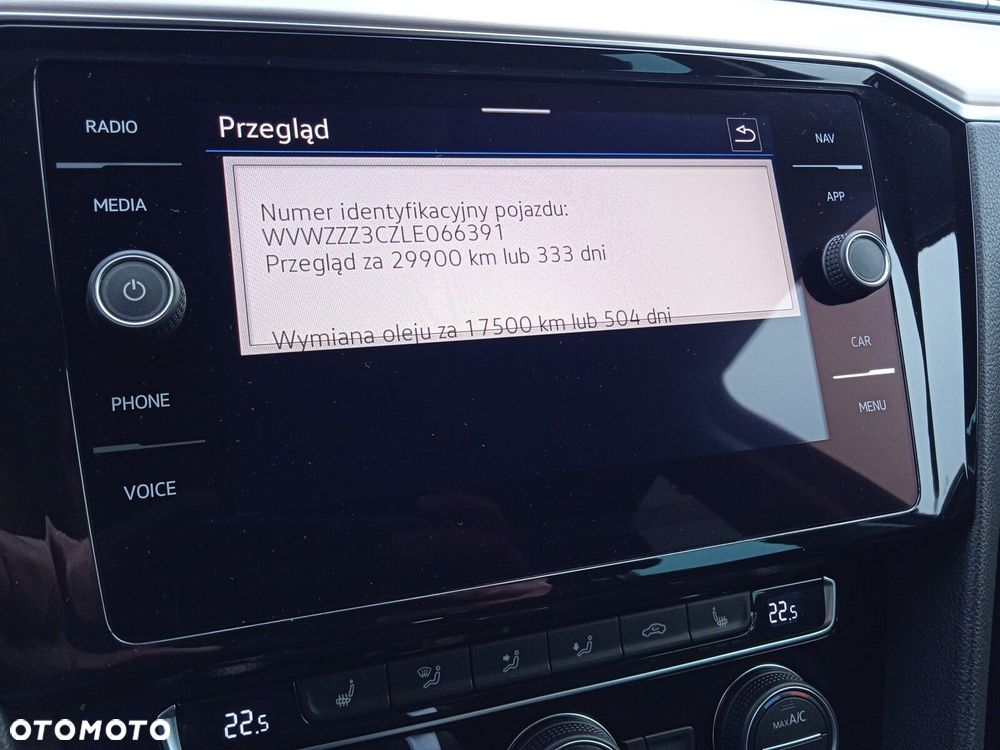 RADIO
MEDIA
PHONE
VOICE
Przegląd
Numer identyfikacyjny pojazdu:
WVWZZZ3CZLE066391
Przegląd za 29900 km lub 333 dni
Wymiana oleju za 17500 km lub 504 dni
NAV
APP
CAR
MENU
22.5
22.5
MAX A/C
OTOMOTO